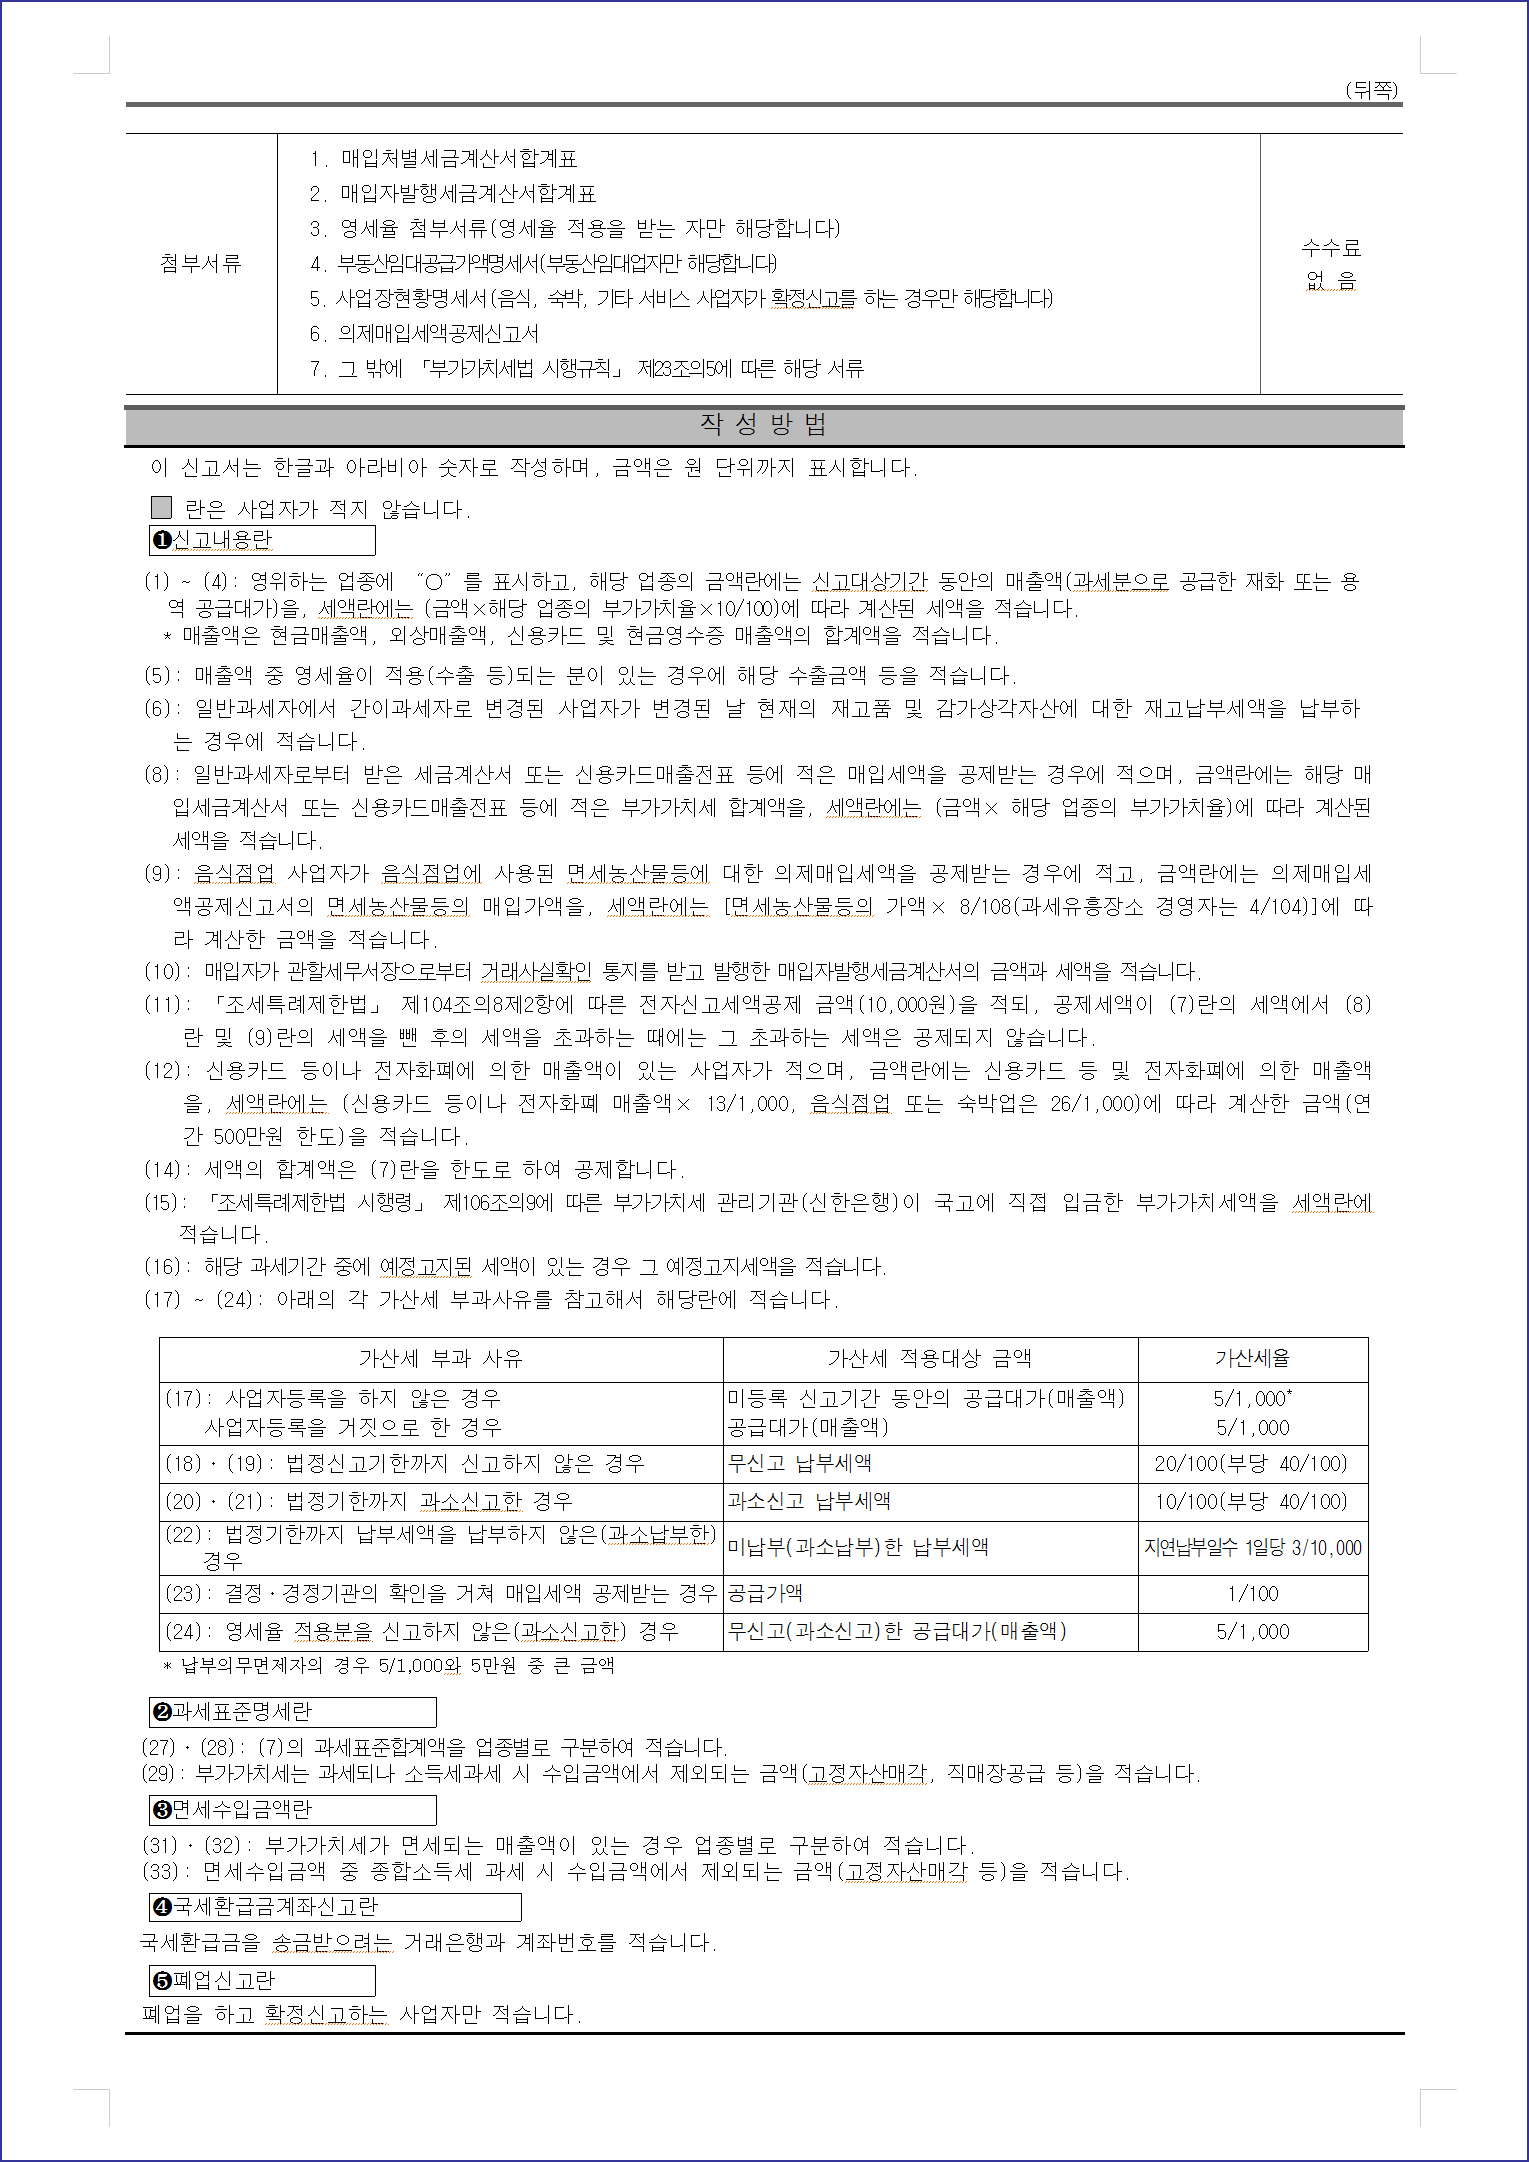 (뒤쪽)
첨부서류
1. 매입처별세금계산서합계표
2. 매입자발행세금계산서합계표
3. 영세율 첨부서류(영세율 적용을 받는 자만 해당합니다)
4. 부동산임대공급가액명세서(부동산임대업자만 해당합니다)
5. 사업장현황명세서(음식, 숙박, 기타 서비스 사업자가 확정신고를 하는 경우만 해당합니다)
6. 의제매입세액공제신고서
7. 그 밖에 「부가가치세법 시행규칙」 제23조의5에 따른 해당 서류
수수료
없 음
작 성 방 법
이 신고서는 한글과 아라비아 숫자로 작성하며, 금액은 원 단위까지 표시합니다.
란은 사업자가 적지 않습니다.
❶신고내용란
(1) ~ (4): 영위하는 업종에 “○”를 표시하고, 해당 업종의 금액란에는 신고대상기간 동안의 매출액(과세분으로 공급한 재화 또는 용
역 공급대가)을, 세액란에는 (금액×해당 업종의 부가가치율×10/100)에 따라 계산된 세액을 적습니다.
* 매출액은 현금매출액, 외상매출액, 신용카드 및 현금영수증 매출액의 합계액을 적습니다.
(5): 매출액 중 영세율이 적용(수출 등)되는 분이 있는 경우에 해당 수출금액 등을 적습니다.
(6): 일반과세자에서 간이과세자로 변경된 사업자가 변경된 날 현재의 재고품 및 감가상각자산에 대한 재고납부세액을 납부하
는 경우에 적습니다.
(8): 일반과세자로부터 받은 세금계산서 또는 신용카드매출전표 등에 적은 매입세액을 공제받는 경우에 적으며, 금액란에는 해당 매
입세금계산서 또는 신용카드매출전표 등에 적은 부가가치세 합계액을, 세액란에는 (금액× 해당 업종의 부가가치율)에 따라 계산된
세액을 적습니다.
(9): 음식점업 사업자가 음식점업에 사용된 면세농산물등에 대한 의제매입세액을 공제받는 경우에 적고, 금액란에는 의제매입세
액공제신고서의 면세농산물등의 매입가액을, 세액란에는 [면세농산물등의 가액× 8/108(과세유흥장소 경영자는 4/104)]에 따
라 계산한 금액을 적습니다.
(10): 매입자가 관할세무서장으로부터 거래사실확인 통지를 받고 발행한 매입자발행세금계산서의 금액과 세액을 적습니다.
(11): 「조세특례제한법」 제104조의8제2항에 따른 전자신고세액공제 금액(10,000원)을 적되, 공제세액이 (7)란의 세액에서 (8)
란 및 (9)란의 세액을 뺀 후의 세액을 초과하는 때에는 그 초과하는 세액은 공제되지 않습니다.
(12): 신용카드 등이나 전자화폐에 의한 매출액이 있는 사업자가 적으며, 금액란에는 신용카드 등 및 전자화폐에 의한 매출액
을, 세액란에는 (신용카드 등이나 전자화폐 매출액× 13/1,000, 음식점업 또는 숙박업은 26/1,000)에 따라 계산한 금액(연
간 500만원 한도)을 적습니다.
(14): 세액의 합계액은 (7)란을 한도로 하여 공제합니다.
(15): 「조세특례제한법 시행령」 제106조의9에 따른 부가가치세 관리기관(신한은행)이 국고에 직접 입금한 부가가치세액을 세액란에
적습니다.
(16): 해당 과세기간 중에 예정고지된 세액이 있는 경우 그 예정고지세액을 적습니다.
(17) ~ (24): 아래의 각 가산세 부과사유를 참고해서 해당란에 적습니다.
가산세 부과 사유 가산세 적용대상 금액 가산세율
(17): 사업자등록을 하지 않은 경우 미등록 신고기간 동안의 공급대가(매출액) 5/1,000*
사업자등록을 거짓으로 한 경우 공급대가(매출액) 5/1,000
(18)·(19): 법정신고기한까지 신고하지 않은 경우 무신고 납부세액 20/100(부당 40/100)
(20)·(21): 법정기한까지 과소신고한 경우 과소신고 납부세액 10/100(부당 40/100)
(22): 법정기한까지 납부세액을 납부하지 않은(과소납부한)
경우 미납부(과소납부)한 납부세액 지연납부일수 1일당 3/10,000
(23): 결정·경정기관의 확인을 거쳐 매입세액 공제받는 경우 공급가액 1/100
(24): 영세율 적용분을 신고하지 않은(과소신고한) 경우 무신고(과소신고)한 공급대가(매출액) 5/1,000
* 납부의무면제자의 경우 5/1,000와 5만원 중 큰 금액
❷과세표준명세란
(27)·(28): (7)의 과세표준합계액을 업종별로 구분하여 적습니다.
(29): 부가가치세는 과세되나 소득세과세 시 수입금액에서 제외되는 금액(고정자산매각, 직매장공급 등)을 적습니다.
❸면세수입금액란
(31)·(32): 부가가치세가 면세되는 매출액이 있는 경우 업종별로 구분하여 적습니다.
(33): 면세수입금액 중 종합소득세 과세 시 수입금액에서 제외되는 금액(고정자산매각 등)을 적습니다.
❹국세환급금계좌신고란
국세환급금을 송금받으려는 거래은행과 계좌번호를 적습니다.
❺폐업신고란
폐업을 하고 확정신고하는 사업자만 적습니다.